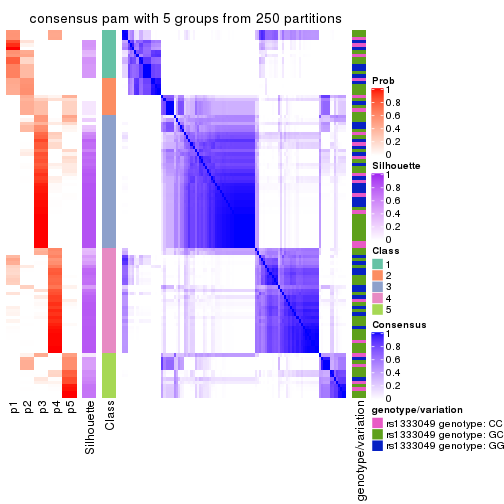 consensus pam with 5 groups from 250 partitions
Prob
1
0.8
0.6
0.4
0.2
0
Silhouette
1
0.8
0.6
0.4
0.2
0
Class
1
2
3
4
5
Consensus
1
0.8
0.6
0.4
0.2
0
genotype/variation
rs1333049 genotype: CC
rs1333049 genotype: GC
rs1333049 genotype: GG
p1
p2
p3
p4
p5
Silhouette
Class
genotype/variation